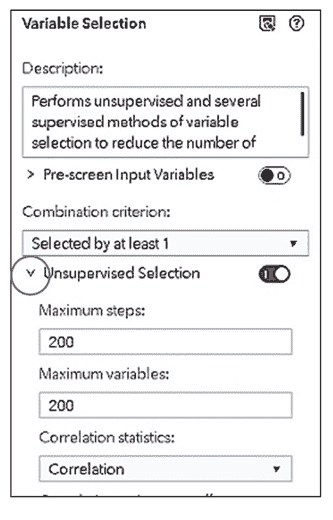 Variable Selection
Description:
Performs unsupervised and several
supervised methods of variable
selection to reduce the number of
> Pre-screen Input Variables
Combination criterion:
Selected by at least 1
Unsupervised Selection
Maximum steps:
200
Maximum variables:
200
Correlation statistics:
Correlation